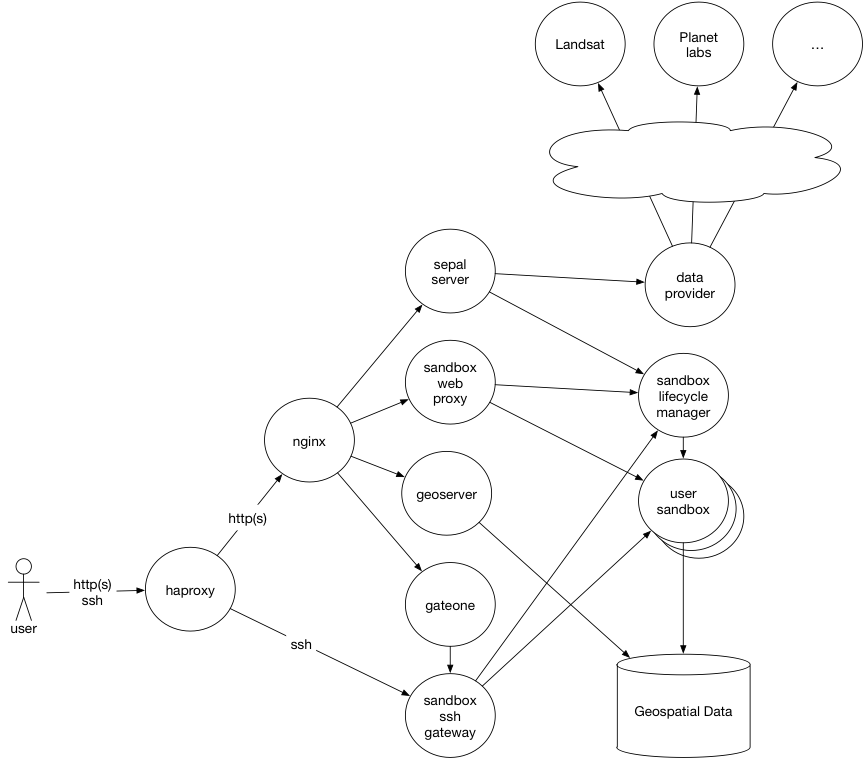 Landsat
Planet
labs
...
sepal
server
data
provider
sandbox
web
proxy
sandbox
lifecycle
manager
nginx
geoserver
user
sandbox
http(s)
haproxy
http(s)
ssh
user
gateone
ssh
sandbox
ssh
gateway
Geospatial Data